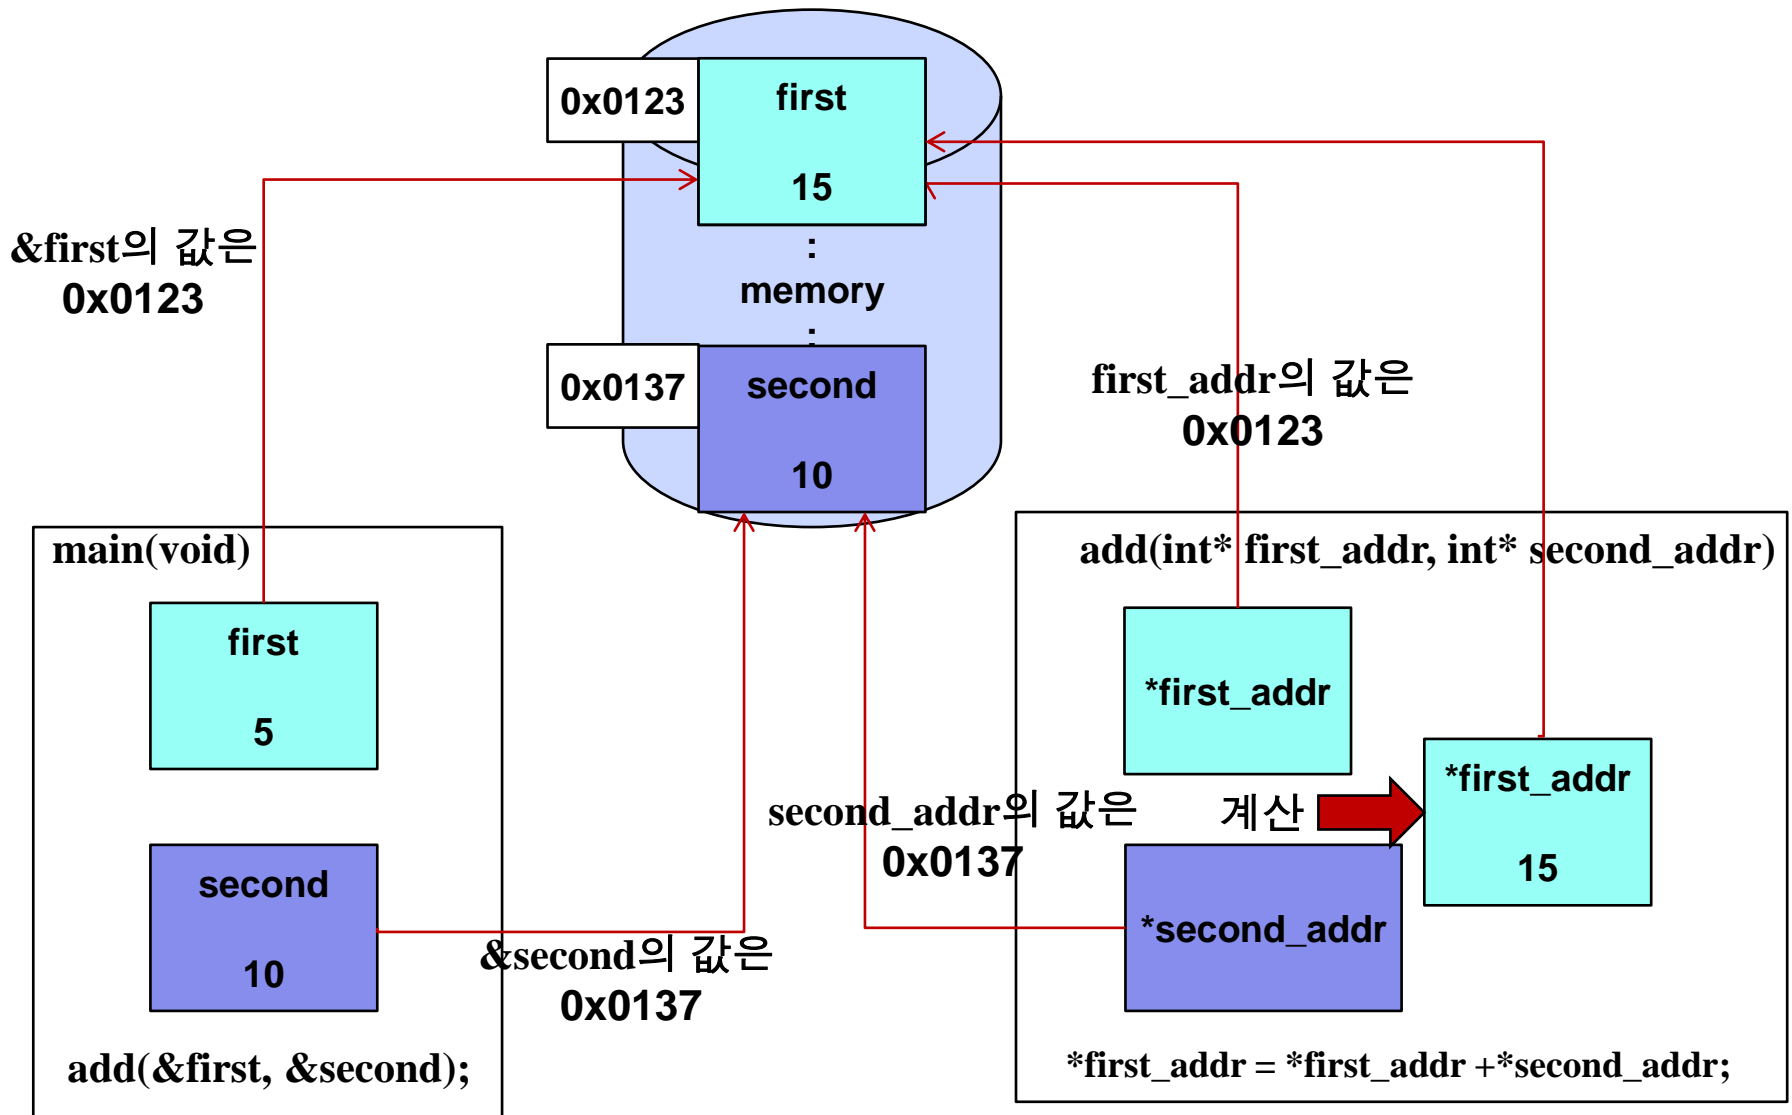 0x0123
first
15
:
memory
:
0x0137
second
10
&first의 값은
0x0123
first_addr의 값은
0x0123
main(void)
first
5
second
10
add(&first, &second);
&second의 값은
0x0137
second_addr의 값은
0x0137
add(int* first_addr, int* second_addr)
*first_addr
계산
*first_addr
15
*second_addr
*first_addr = *first_addr +*second_addr;